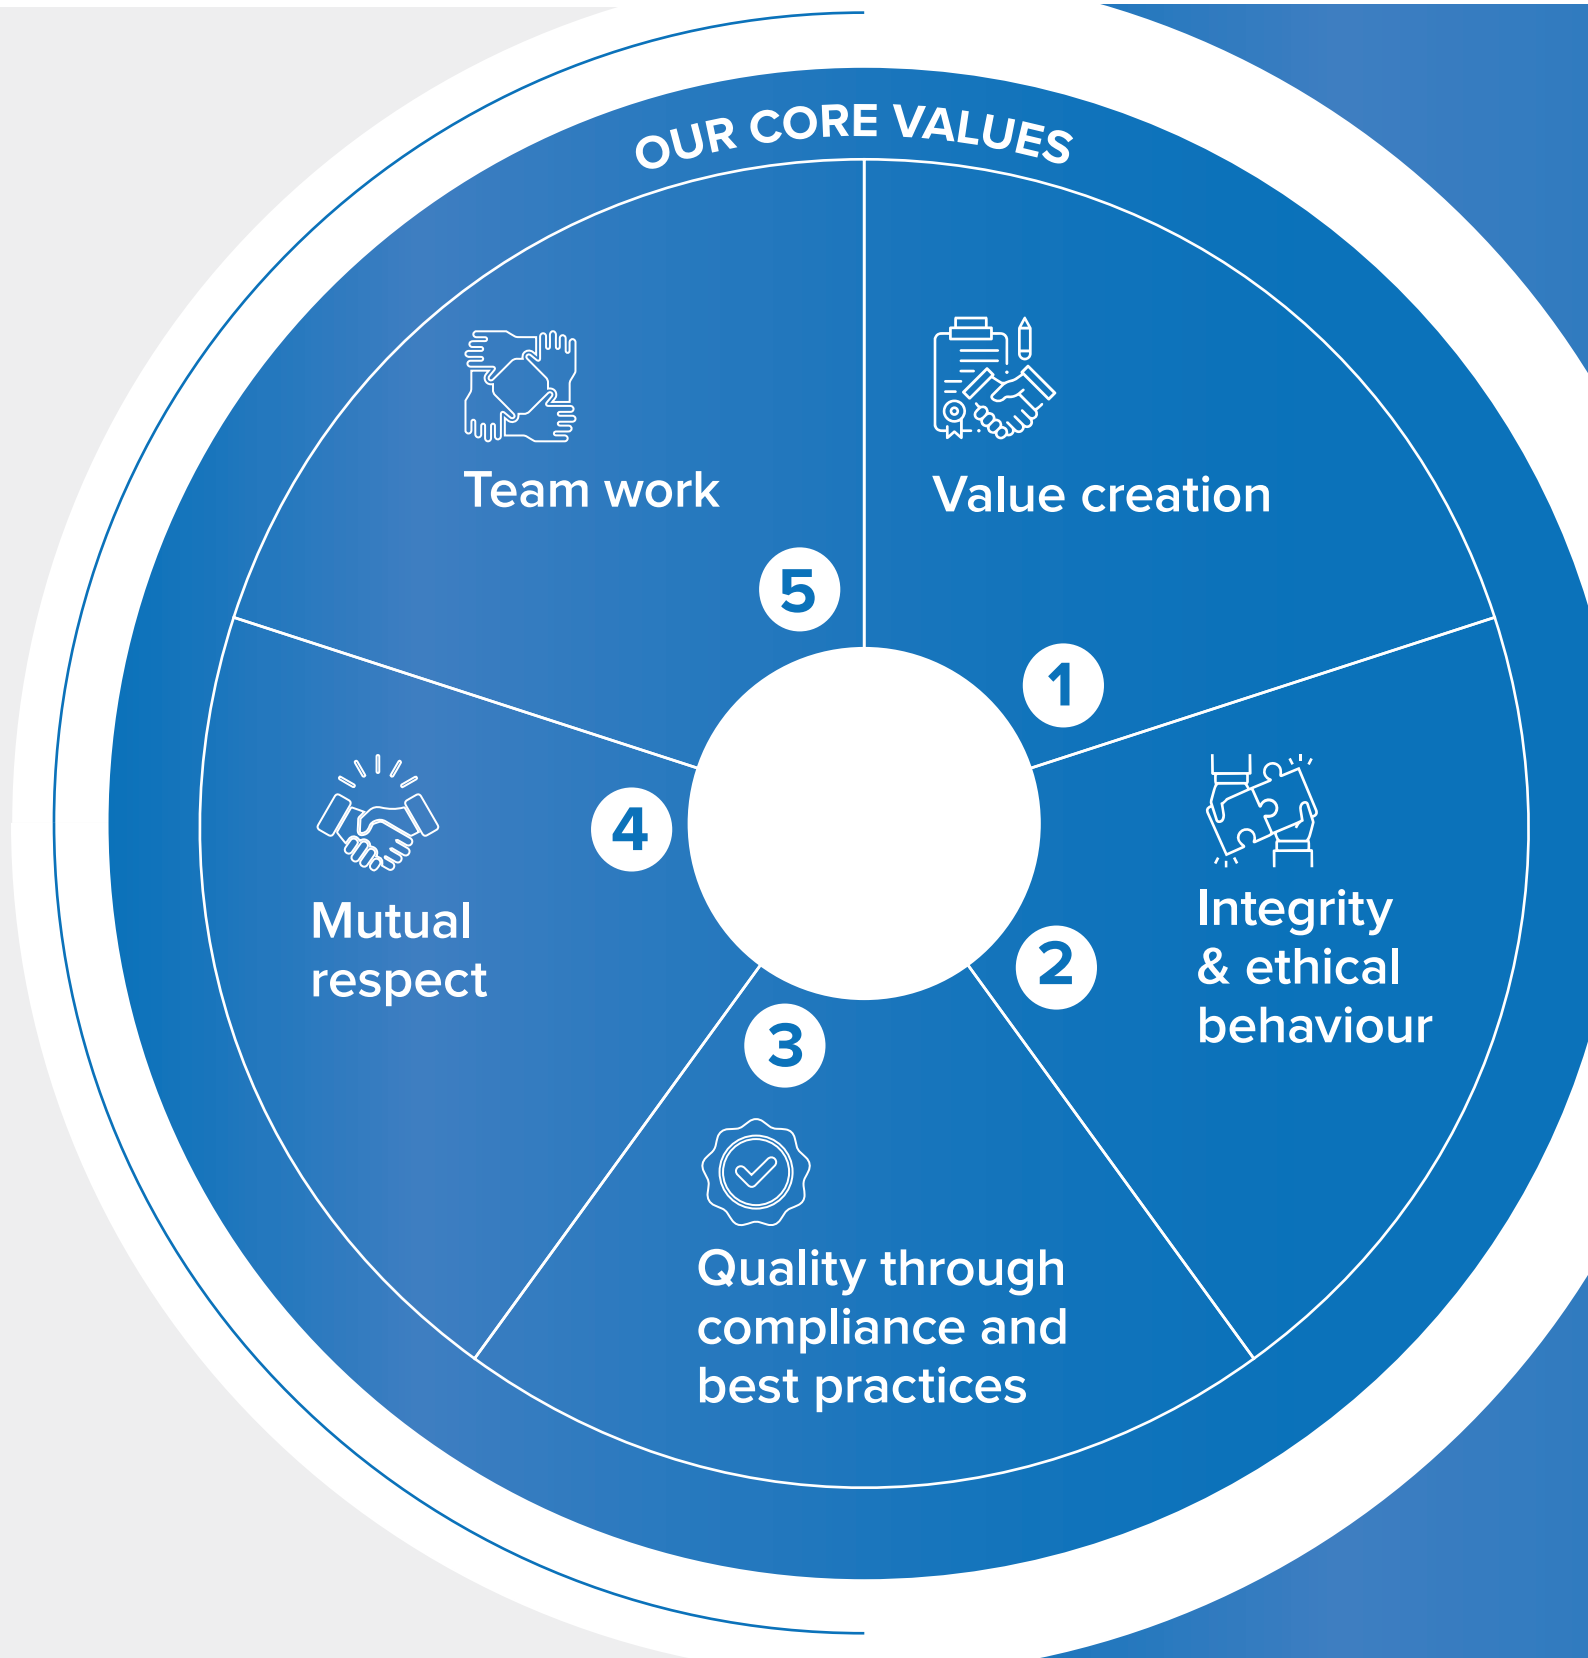 OUR CORE VALUES
Value creation
1
Integrity
& ethical
behaviour
2
3
Quality through
compliance and
best practices
4
Mutual
respect
Team work
5